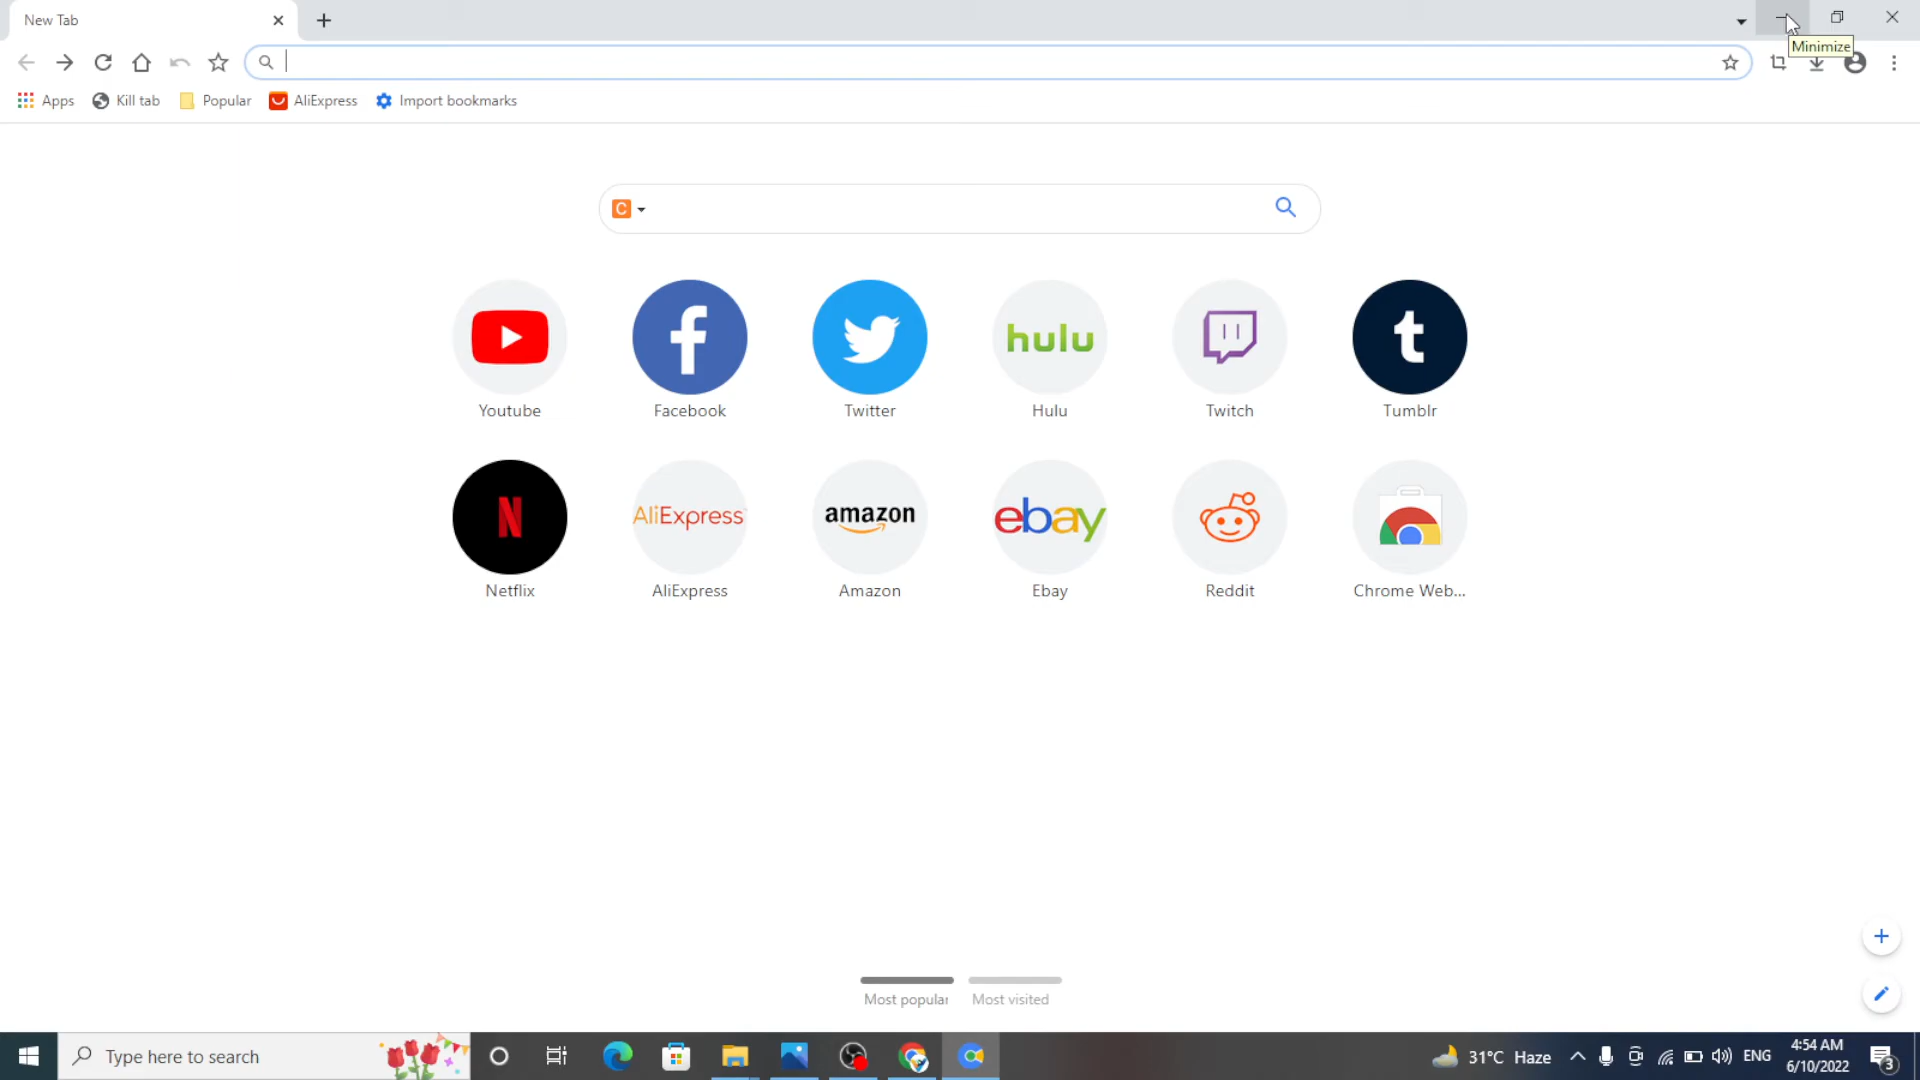 New Tab
Minimize
Apps
Kill tab
Popular
AliExpress
Import bookmarks
C
hulu
t
Youtube
Facebook
Twitter
Hulu
Twitch
Tumblr
N
AliExpress
amazon
ebay
Netflix
AliExpress
Amazon
Ebay
Reddit
Chrome Web...
Most popular
Most visited
Type here to search
31°C Haze
ENG
4:54 AM
6/10/2022
3